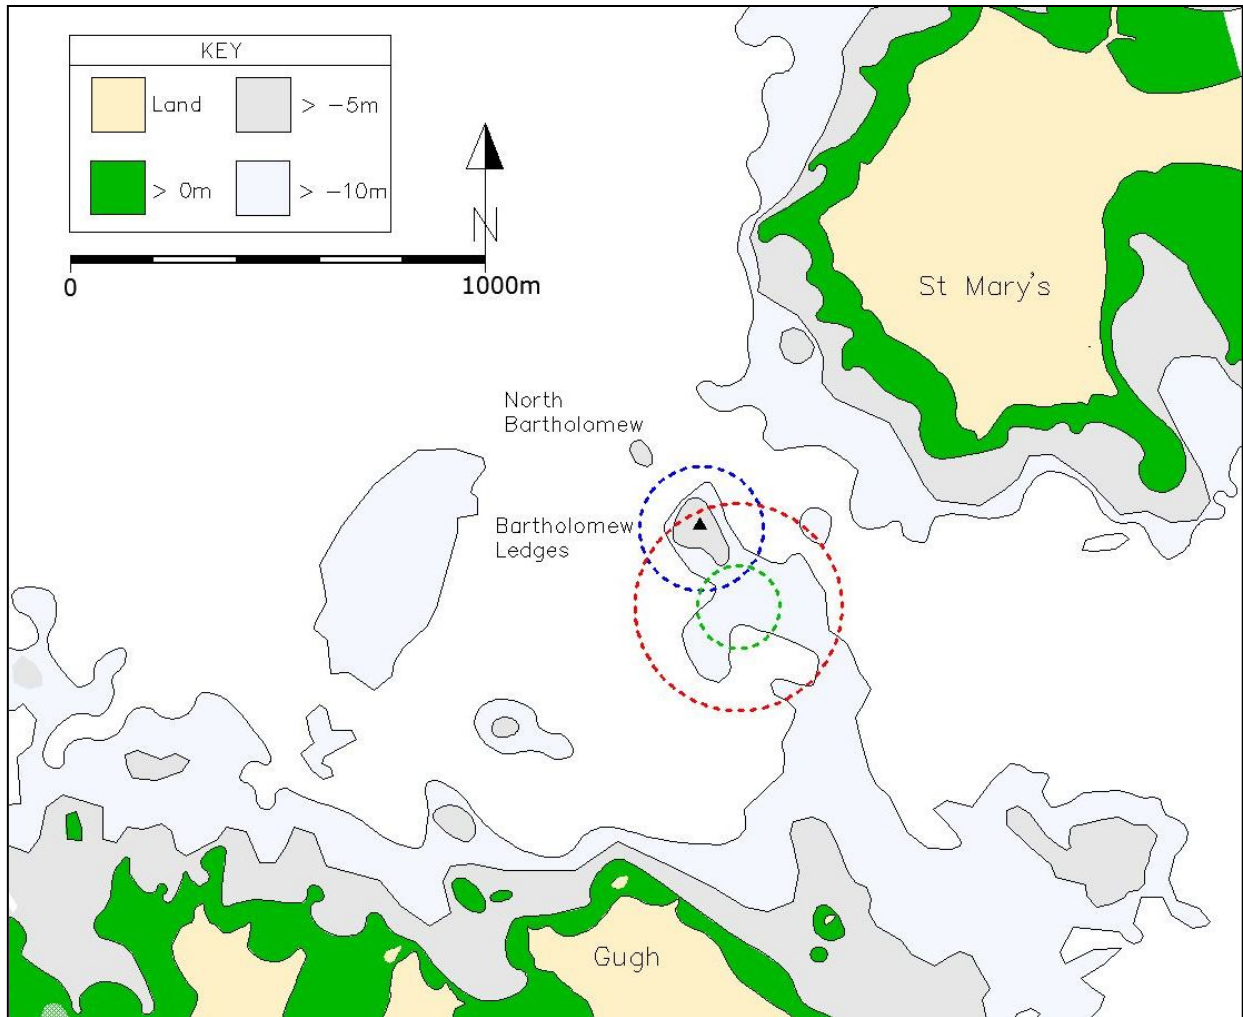 KEY
Land
> -5m
> 0m
> -10m
N
0
1000m
St Mary's
North
Bartholomew
Bartholomew
Ledges
Gugh